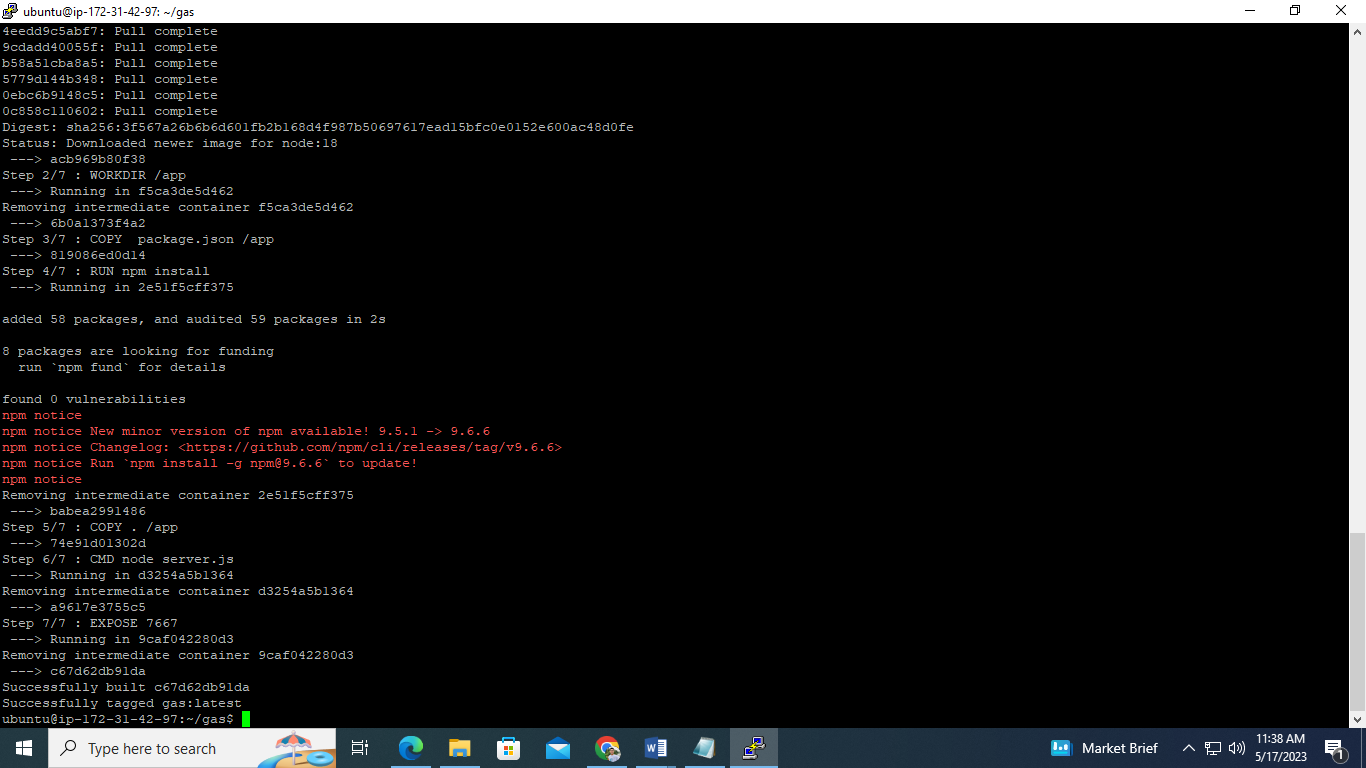 ubuntu@ip-172-31-42-97: ~/gas
4eedd9c5abf7: Pull complete
9cdadd40055f: Pull complete
b58a51cba8a5: Pull complete
5779d144b348: Pull complete
0ebc6b9148c5: Pull complete
0c858c110602: Pull complete
Digest: sha256:3f567a26b6b6d601fb2b168d4f987b50697617ead15bfc0e0152e600ac48d0fe
Status: Downloaded newer image for node:18
 ---> acb969b80f38
Step 2/7 : WORKDIR /app
 ---> Running in f5ca3de5d462
Removing intermediate container f5ca3de5d462
 ---> 6b0a1373f4a2
Step 3/7 : COPY  package.json /app
 ---> 819086ed0d14
Step 4/7 : RUN npm install
 ---> Running in 2e51f5cff375
added 58 packages, and audited 59 packages in 2s
8 packages are looking for funding
  run `npm fund` for details
found 0 vulnerabilities
npm notice
npm notice New minor version of npm available! 9.5.1 -> 9.6.6
npm notice Changelog: <https://github.com/npm/cli/releases/tag/v9.6.6>
npm notice Run `npm install -g npm@9.6.6` to update!
npm notice
Removing intermediate container 2e51f5cff375
 ---> babea2991486
Step 5/7 : COPY . /app
 ---> 74e91d01302d
Step 6/7 : CMD node server.js
 ---> Running in d3254a5b1364
Removing intermediate container d3254a5b1364
 ---> a9617e3755c5
Step 7/7 : EXPOSE 7667
 ---> Running in 9caf042280d3
Removing intermediate container 9caf042280d3
 ---> c67d62db91da
Successfully built c67d62db91da
Successfully tagged gas:latest
ubuntu@ip-172-31-42-97:~/gas$
Type here to search
Market Brief
11:38 AM
5/17/2023
1